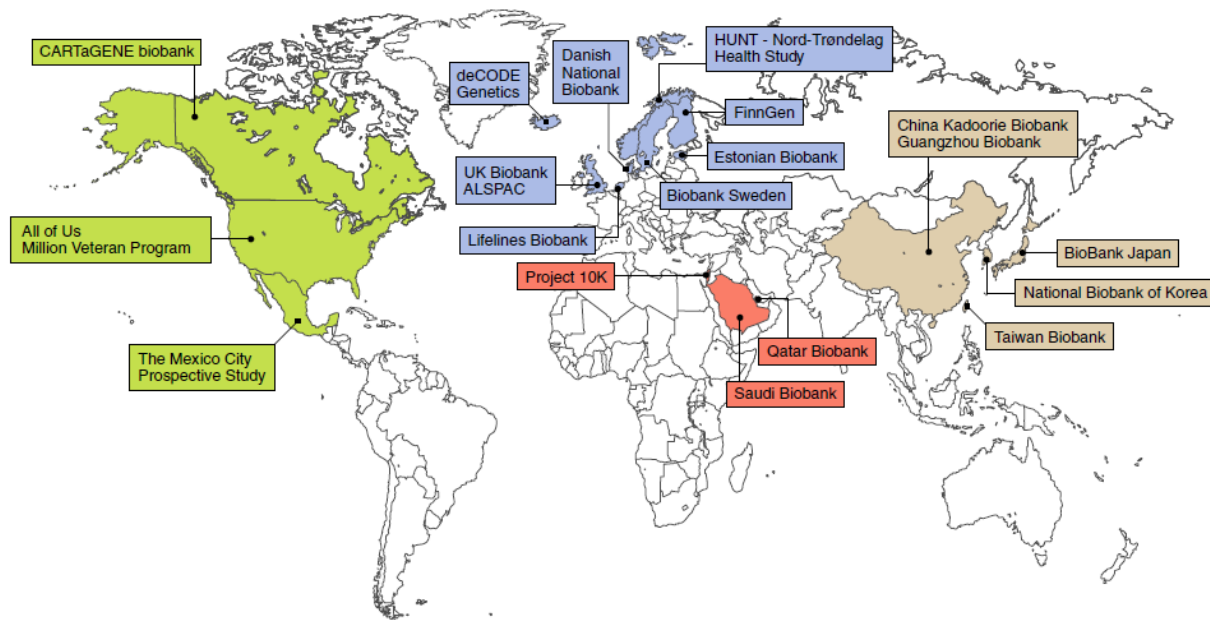 CARTaGENE biobank
All of Us
Million Veteran Program
The Mexico City
Prospective Study
deCODE
Genetics
Danish
National
Biobank
HUNT - Nord-Trøndelag
Health Study
FinnGen
Estonian Biobank
UK Biobank
ALSPAC
Biobank Sweden
Lifelines Biobank
Project 10K
Qatar Biobank
Saudi Biobank
China Kadoorie Biobank
Guangzhou Biobank
BioBank Japan
National Biobank of Korea
Taiwan Biobank